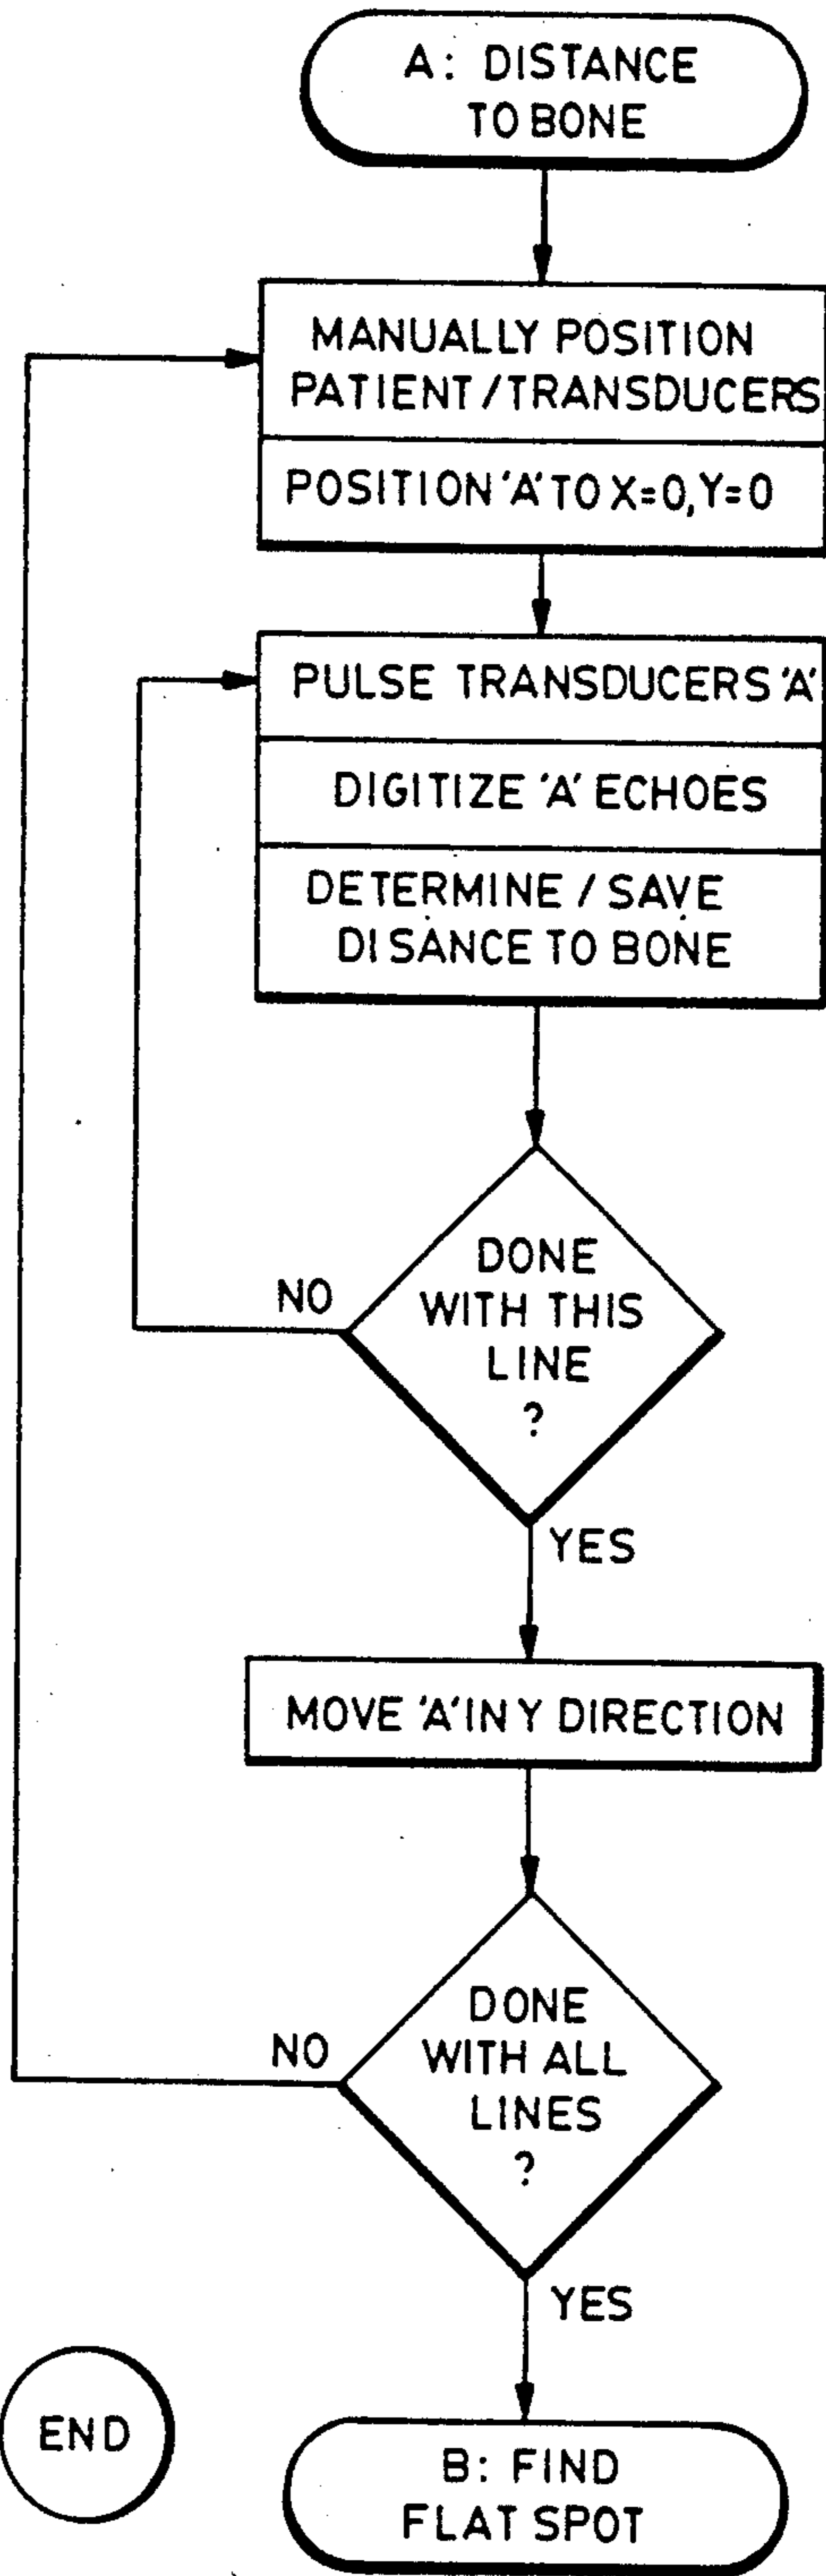 A: DISTANCE
TO BONE
MANUALLY POSITION
PATIENT/TRANSDUCERS
POSITION 'A' TO X=0, Y=0
PULSE TRANSDUCERS 'A'
DIGITIZE 'A' ECHOES
DETERMINE / SAVE
DISANCE TO BONE
DONE
WITH THIS
LINE
?
NO
YES
MOVE 'A' IN Y DIRECTION
DONE
WITH ALL
LINES
?
NO
YES
END
B: FIND
FLAT SPOT